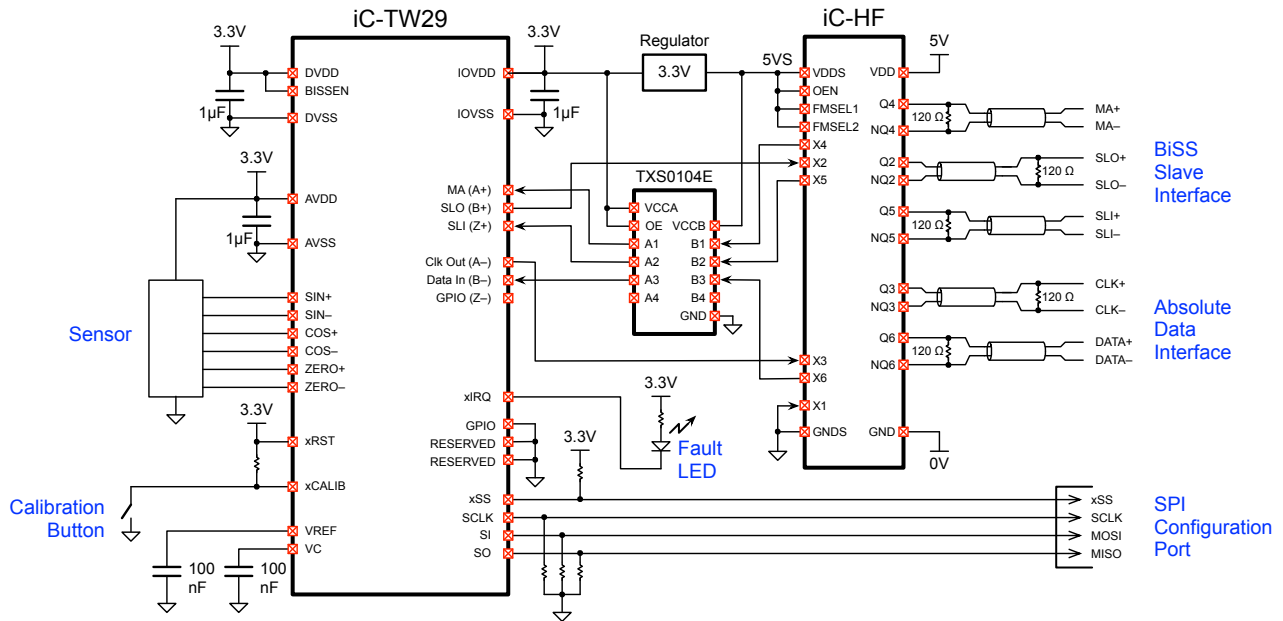 iC-TW29
iC-HF
3.3V
DVDD
BISSEN
1µF
DVSS
3.3V
AVDD
1µF
AVSS
Sensor
SIN+
SIN–
COS+
COS–
ZERO+
ZERO–
3.3V
xRST
xCALIB
Calibration
Button
VREF
VC
100
nF
100
nF
3.3V
IOVDD
IOVSS
1µF
MA (A+)
SLO (B+)
SLI (Z+)
Clk Out (A–)
Data In (B–)
GPIO (Z–)
xIRQ
GPIO
RESERVED
RESERVED
xSS
SCLK
SI
SO
Regulator
3.3V
5VS
TXS0104E
VCCA
OE
VCCB
A1
B1
A2
B2
A3
B3
A4
B4
GND
3.3V
Fault
LED
3.3V
VDDS
OEN
FMSEL1
FMSEL2
X4
X2
X5
X3
X6
X1
GNDS
5V
VDD
Q4
NQ4
120 Ω
MA+
MA–
Q2
NQ2
SLO+
120 Ω
SLO–
Q5
NQ5
120 Ω
SLI+
SLI–
BiSS
Slave
Interface
Q3
NQ3
CLK+
120 Ω
CLK–
Q6
NQ6
120 Ω
DATA+
DATA–
Absolute
Data
Interface
GND
0V
xSS
SCLK
MOSI
MISO
SPI
Configuration
Port